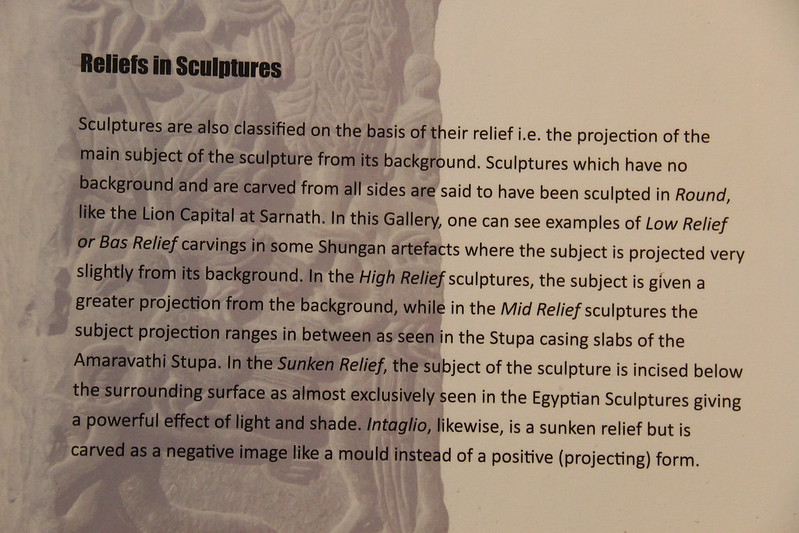 Reliefs in Sculptures
Sculptures are also classified on the basis of their relief i.e. the projection of the
main subject of the sculpture from its background. Sculptures which have no
background and are carved from all sides are said to have been sculpted in Round,
like the Lion Capital at Sarnath. In this Gallery, one can see examples of Low Relief
or Bas Relief carvings in some Shungan artefacts where the subject is projected very
slightly from its background. In the High Relief sculptures, the subject is given a
greater projection from the background, while in the Mid Relief sculptures the
subject projection ranges in between as seen in the Stupa casing slabs of the
Amaravathi Stupa. In the Sunken Relief, the subject of the sculpture is incised below
the surrounding surface as almost exclusively seen in the Egyptian Sculptures giving
a powerful effect of light and shade. Intaglio, likewise, is a sunken relief but is
carved as a negative image like a mould instead of a positive (projecting) form.